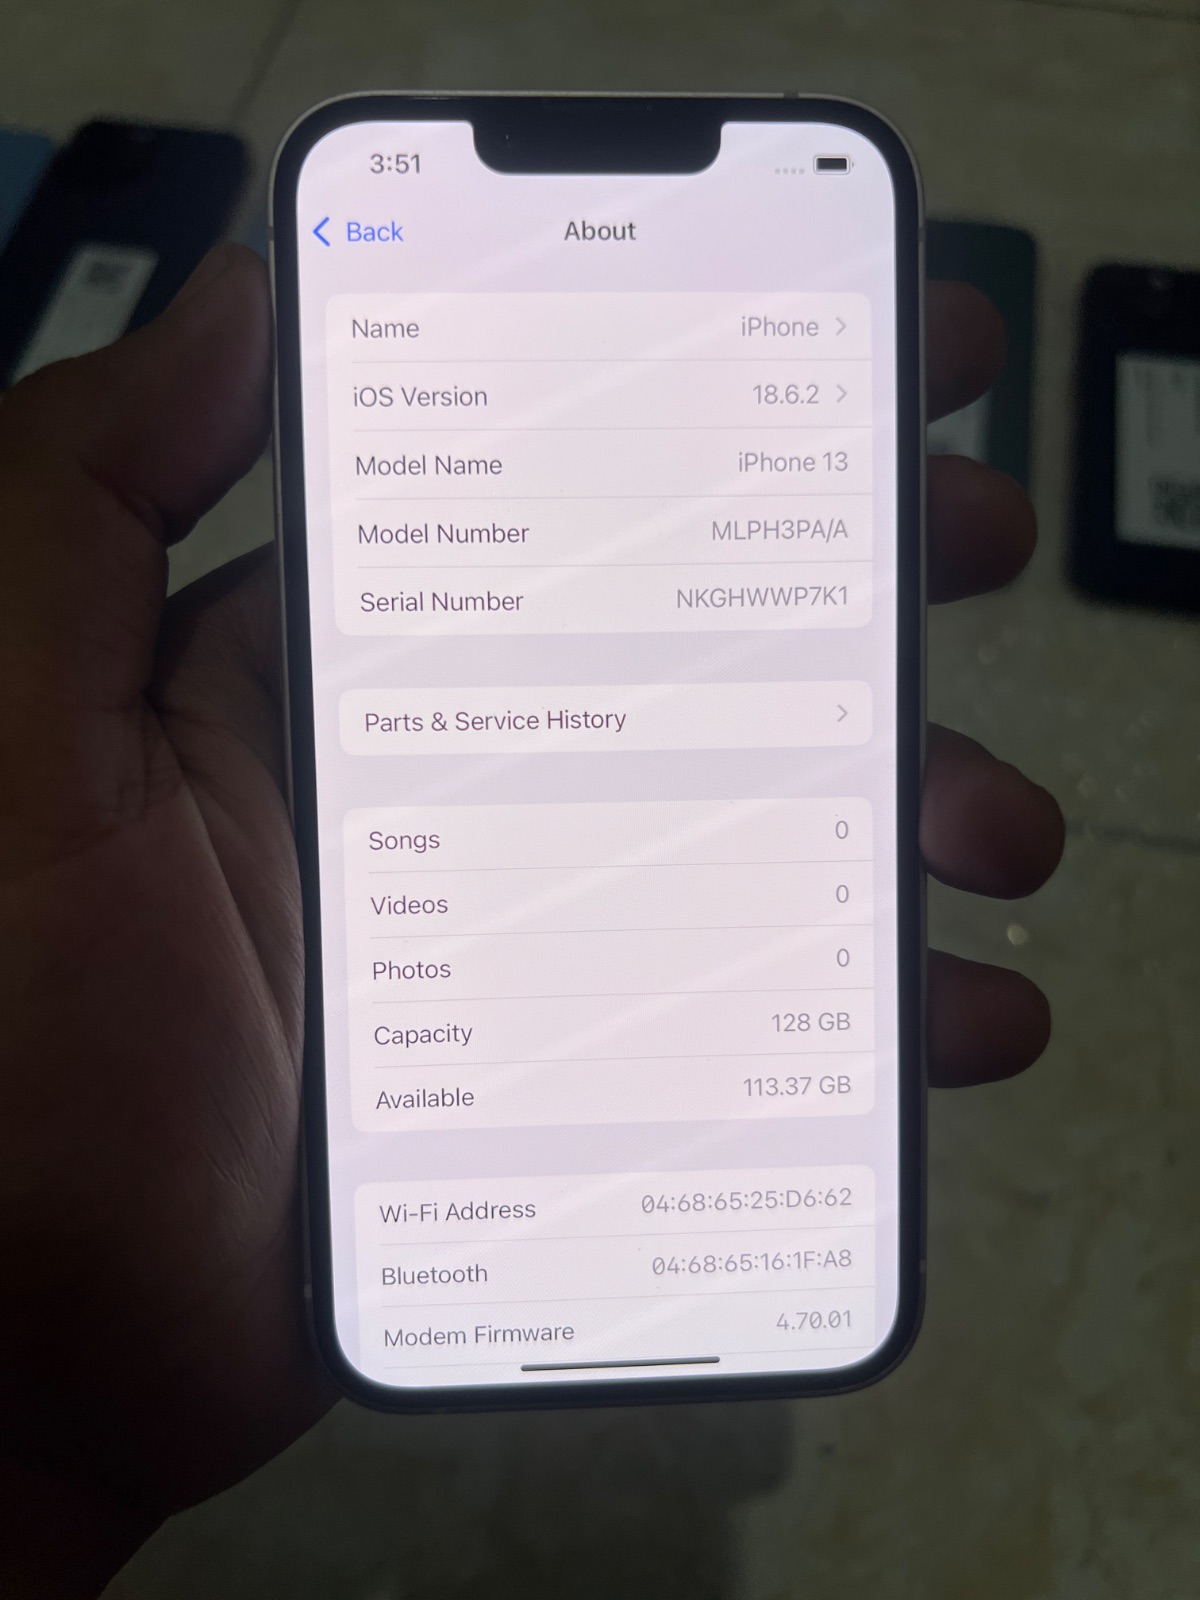 3:51
Back
About
Name iPhone
iOS Version 18.6.2
Model Name iPhone 13
Model Number MLPH3PA/A
Serial Number NKGHWWP7K1
Parts & Service History
Songs 0
Videos 0
Photos 0
Capacity 128 GB
Available 113.37 GB
Wi-Fi Address 04:68:65:25:D6:62
Bluetooth 04:68:65:16:1F:A8
Modem Firmware 4.70.01